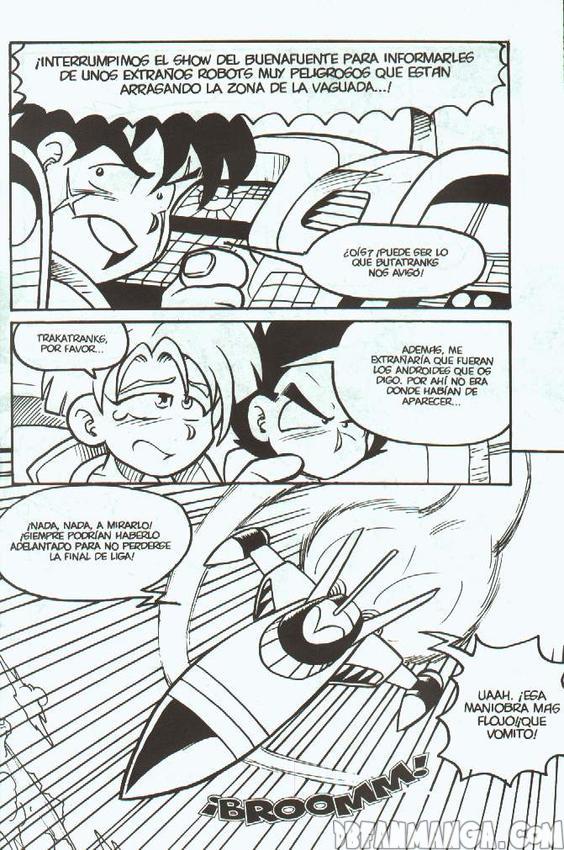 ¡INTERRUMPIMOS EL SHOW DEL BUENAFUENTE PARA INFORMARLES
DE UNOS EXTRAÑOS ROBOTS MUY PELIGROSOS QUE ESTÁN
ARRASANDO LA ZONA DE LA VAGUADA...!
¿OÍS? ¡PUEDE SER LO
QUE BUTATRANKS
NOS AVISÓ!
TRAKATRANKS,
POR FAVOR...
ADEMÁS, ME
EXTRAÑARÍA QUE FUERAN
LOS ANDROIDES QUE OS
DIGO. POR AHÍ NO ERA
DONDE HABÍAN DE
APARECER...
¡NADA, NADA, A MIRARLO!
¡SIEMPRE PODRÍAN HABERLO
ADELANTADO PARA NO PERDERSE
LA FINAL DE LIGA!
UAAH. ¡ESA
MANIOBRA MAS
FLOJO!¡QUE
VOMITO!
¡BROOMM!
DBFANMANGA.COM